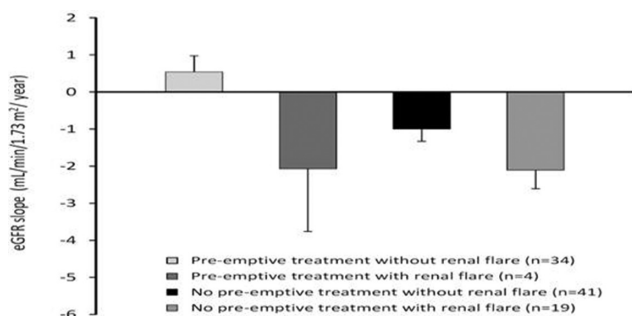 eGFR slope (mL/min/1.73 m²/ year)
2
1
0
-1
-2
-3
-4
-5
-6
Pre-emptive treatment without renal flare (n=34)
Pre-emptive treatment with renal flare (n=4)
No pre-emptive treatment without renal flare (n=41)
No pre-emptive treatment with renal flare (n=19)